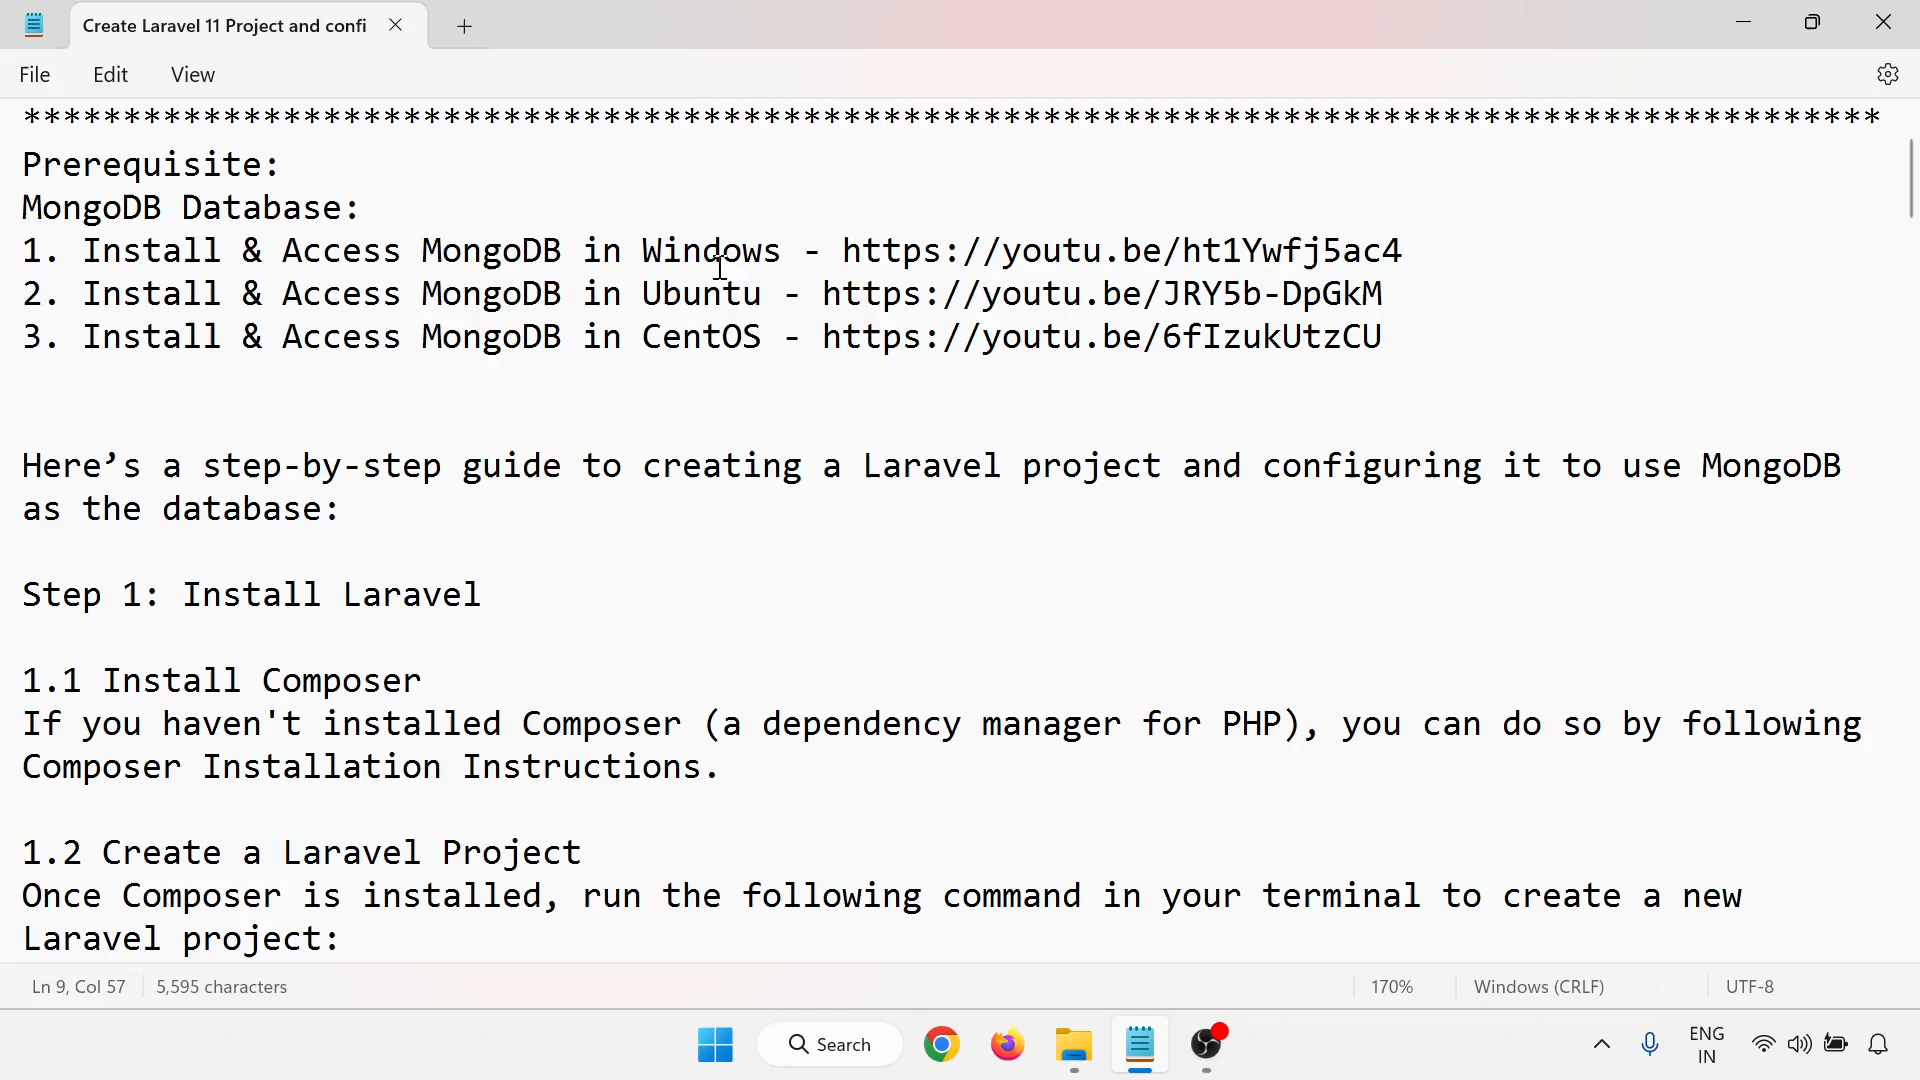 Create Laravel 11 Project and confi
File Edit View
*********************************************************************************************
Prerequisite:
MongoDB Database:
1. Install & Access MongoDB in Windows - https://youtu.be/ht1Ywfj5ac4
2. Install & Access MongoDB in Ubuntu - https://youtu.be/JRY5b-DpGkM
3. Install & Access MongoDB in CentOS - https://youtu.be/6fIzukUtzCU
Here’s a step-by-step guide to creating a Laravel project and configuring it to use MongoDB
as the database:
Step 1: Install Laravel
1.1 Install Composer
If you haven't installed Composer (a dependency manager for PHP), you can do so by following
Composer Installation Instructions.
1.2 Create a Laravel Project
Once Composer is installed, run the following command in your terminal to create a new
Laravel project:
Ln 9, Col 57 5,595 characters 170% Windows (CRLF) UTF-8
Search ENG
IN